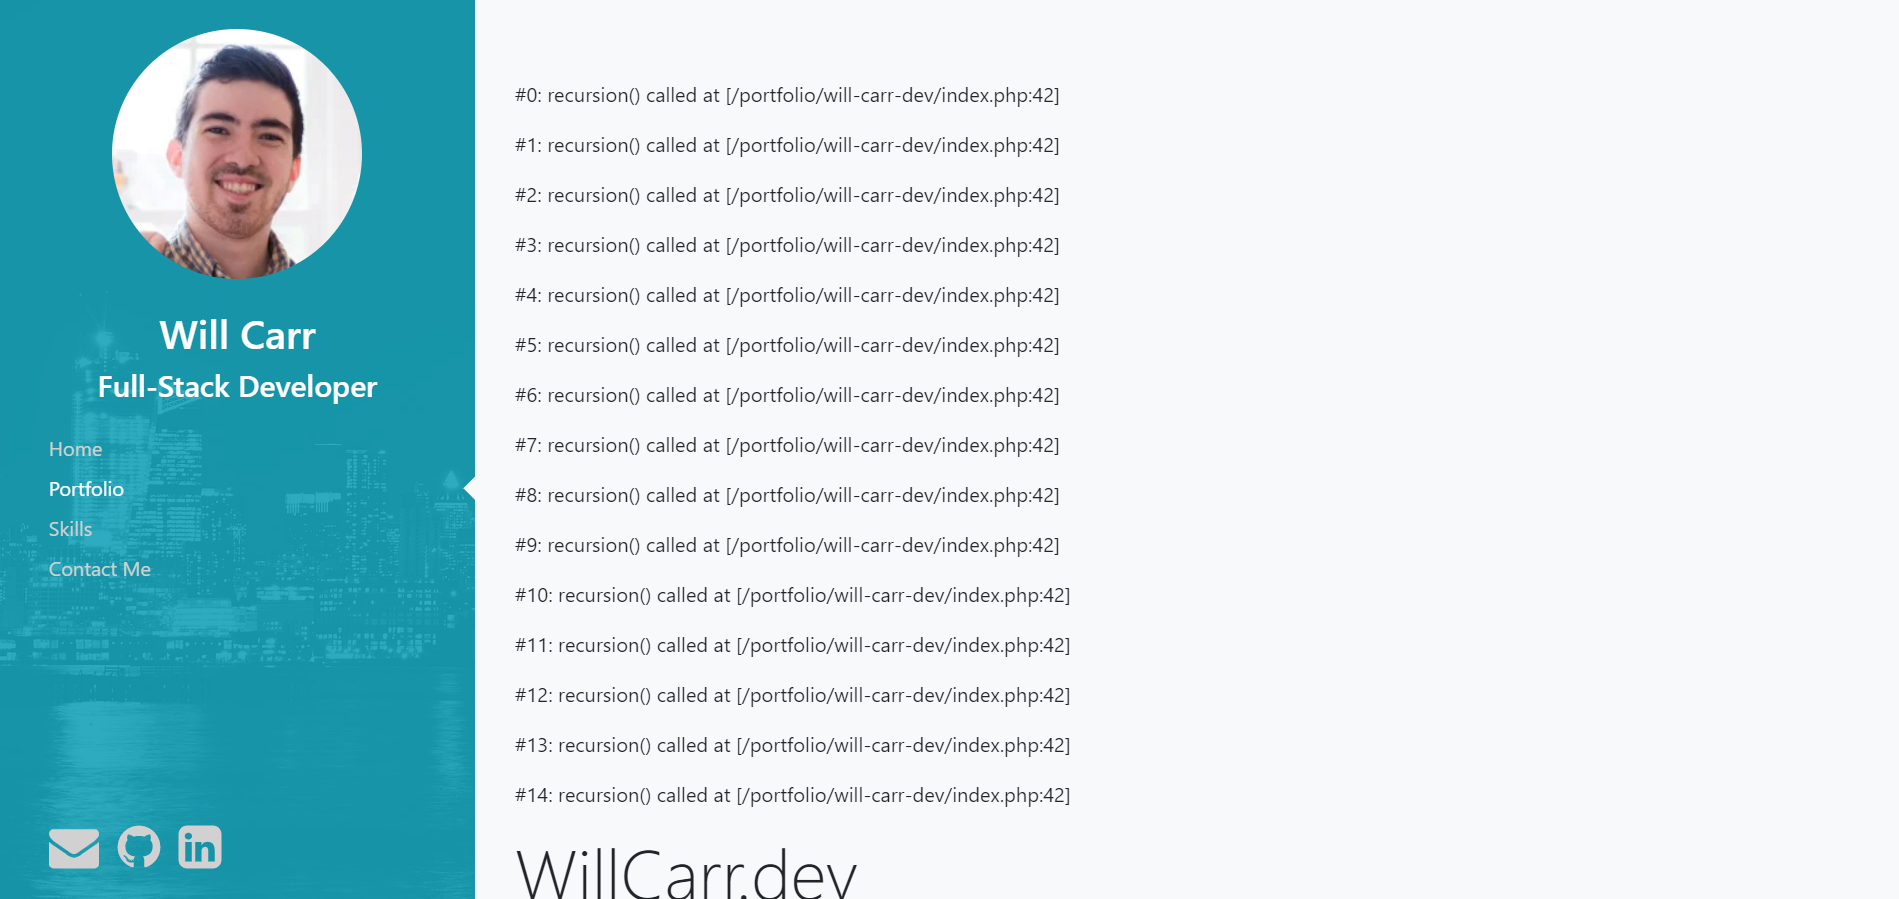 Will Carr
Full-Stack Developer
Home
Portfolio
Skills
Contact Me
#0: recursion() called at [/portfolio/will-carr-dev/index.php:42]
#1: recursion() called at [/portfolio/will-carr-dev/index.php:42]
#2: recursion() called at [/portfolio/will-carr-dev/index.php:42]
#3: recursion() called at [/portfolio/will-carr-dev/index.php:42]
#4: recursion() called at [/portfolio/will-carr-dev/index.php:42]
#5: recursion() called at [/portfolio/will-carr-dev/index.php:42]
#6: recursion() called at [/portfolio/will-carr-dev/index.php:42]
#7: recursion() called at [/portfolio/will-carr-dev/index.php:42]
#8: recursion() called at [/portfolio/will-carr-dev/index.php:42]
#9: recursion() called at [/portfolio/will-carr-dev/index.php:42]
#10: recursion() called at [/portfolio/will-carr-dev/index.php:42]
#11: recursion() called at [/portfolio/will-carr-dev/index.php:42]
#12: recursion() called at [/portfolio/will-carr-dev/index.php:42]
#13: recursion() called at [/portfolio/will-carr-dev/index.php:42]
#14: recursion() called at [/portfolio/will-carr-dev/index.php:42]
WillCarr.dev
in